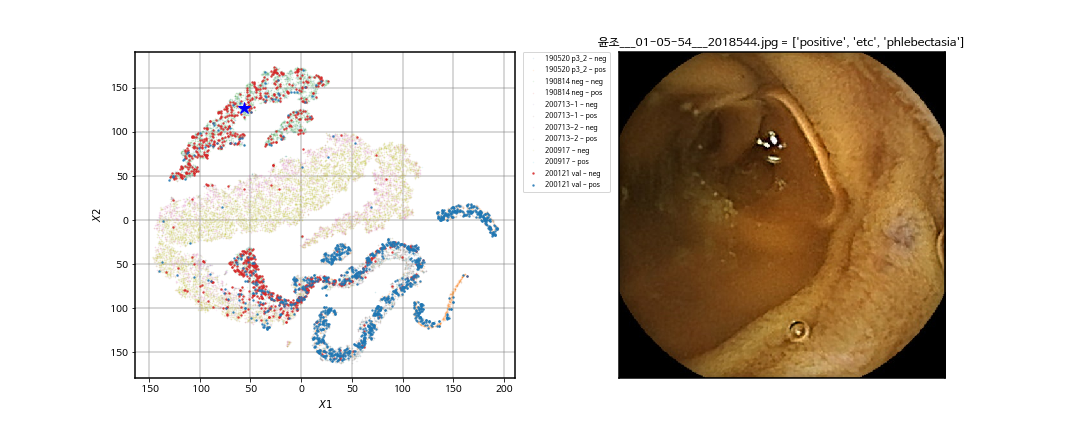 윤조___01-05-54___2018544.jpg = ['positive', 'etc', 'phlebectasia']
190520 p3_2 - neg
190520 p3_2 - pos
190814 neg - neg
190814 neg - pos
200713-1 - neg
200713-1 - pos
200713-2 - neg
200713-2 - pos
200917 - neg
200917 - pos
200121 val - neg
200121 val - pos
X2
150
100
50
0
50
100
150
150 100 50 0 50 100 150 200
X1